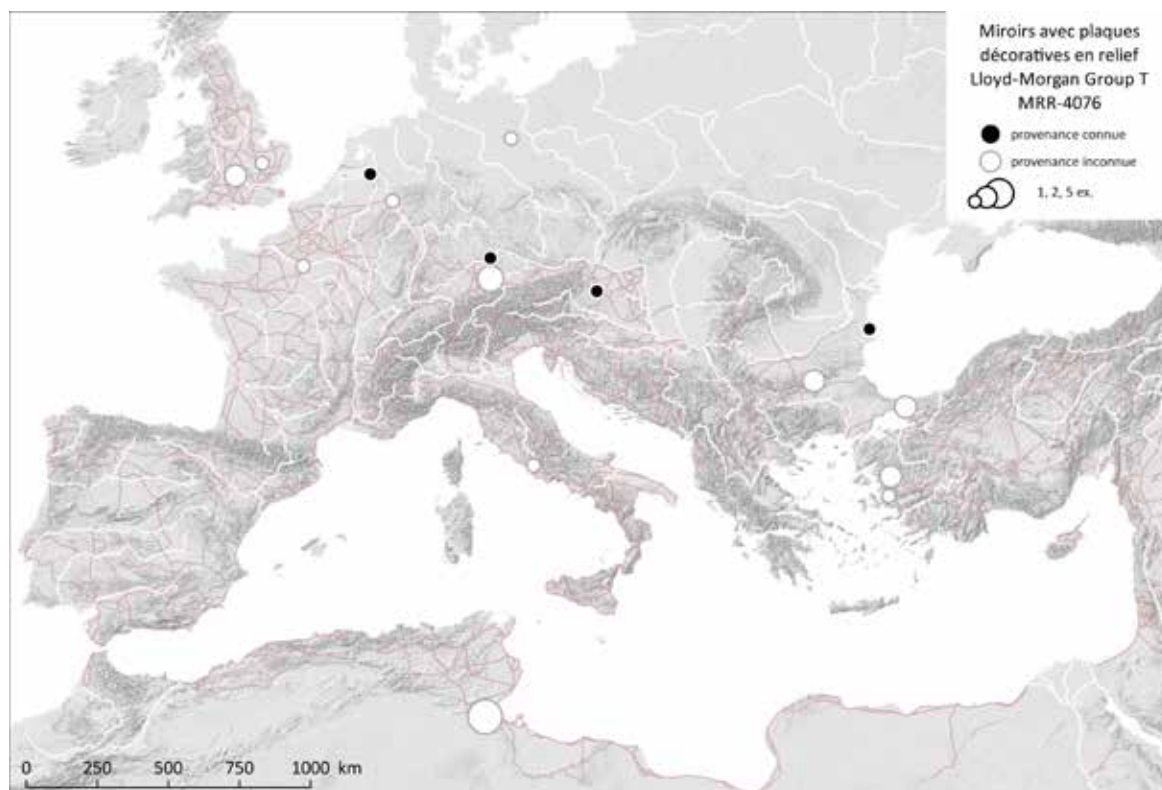 Miroirs avec plaques
décoratives en relief
Lloyd-Morgan Group T
MRR-4076
provenance connue
provenance inconnue
1, 2, 5 ex.
0 250 500 750 1000 km